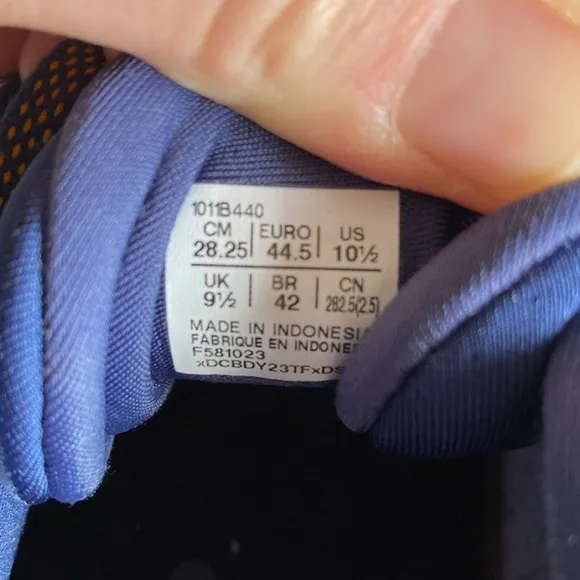 1011B440
CM | EURO | US
28.25 | 44.5 | 10½
UK | BR | CN
9½ | 42 | 282.5(2.5)
MADE IN INDONESIA
FABRIQUE EN INDONES
F581023
xDCBDY23TFxDS